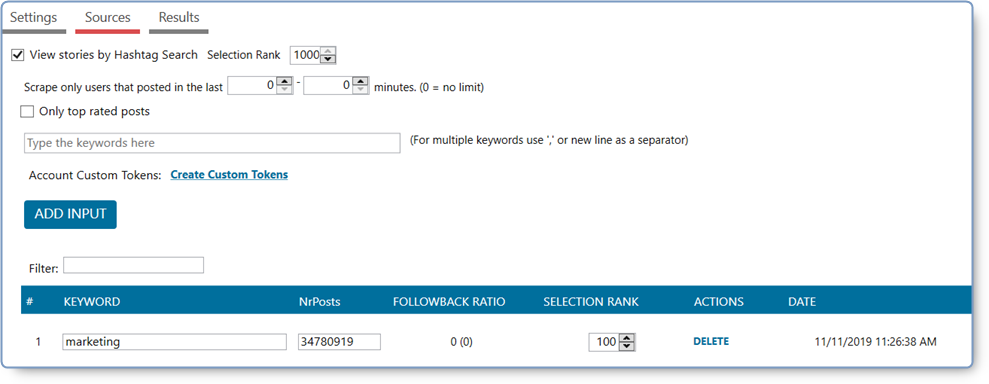 Settings Sources Results
View stories by Hashtag Search Selection Rank 1000
Scrape only users that posted in the last 0 - 0 minutes. (0 = no limit)
Only top rated posts
Type the keywords here (For multiple keywords use ',' or new line as a separator)
Account Custom Tokens: Create Custom Tokens
ADD INPUT
Filter:
# KEYWORD NrPosts FOLLOWBACK RATIO SELECTION RANK ACTIONS DATE
1 marketing 34780919 0 (0) 100 DELETE 11/11/2019 11:26:38 AM